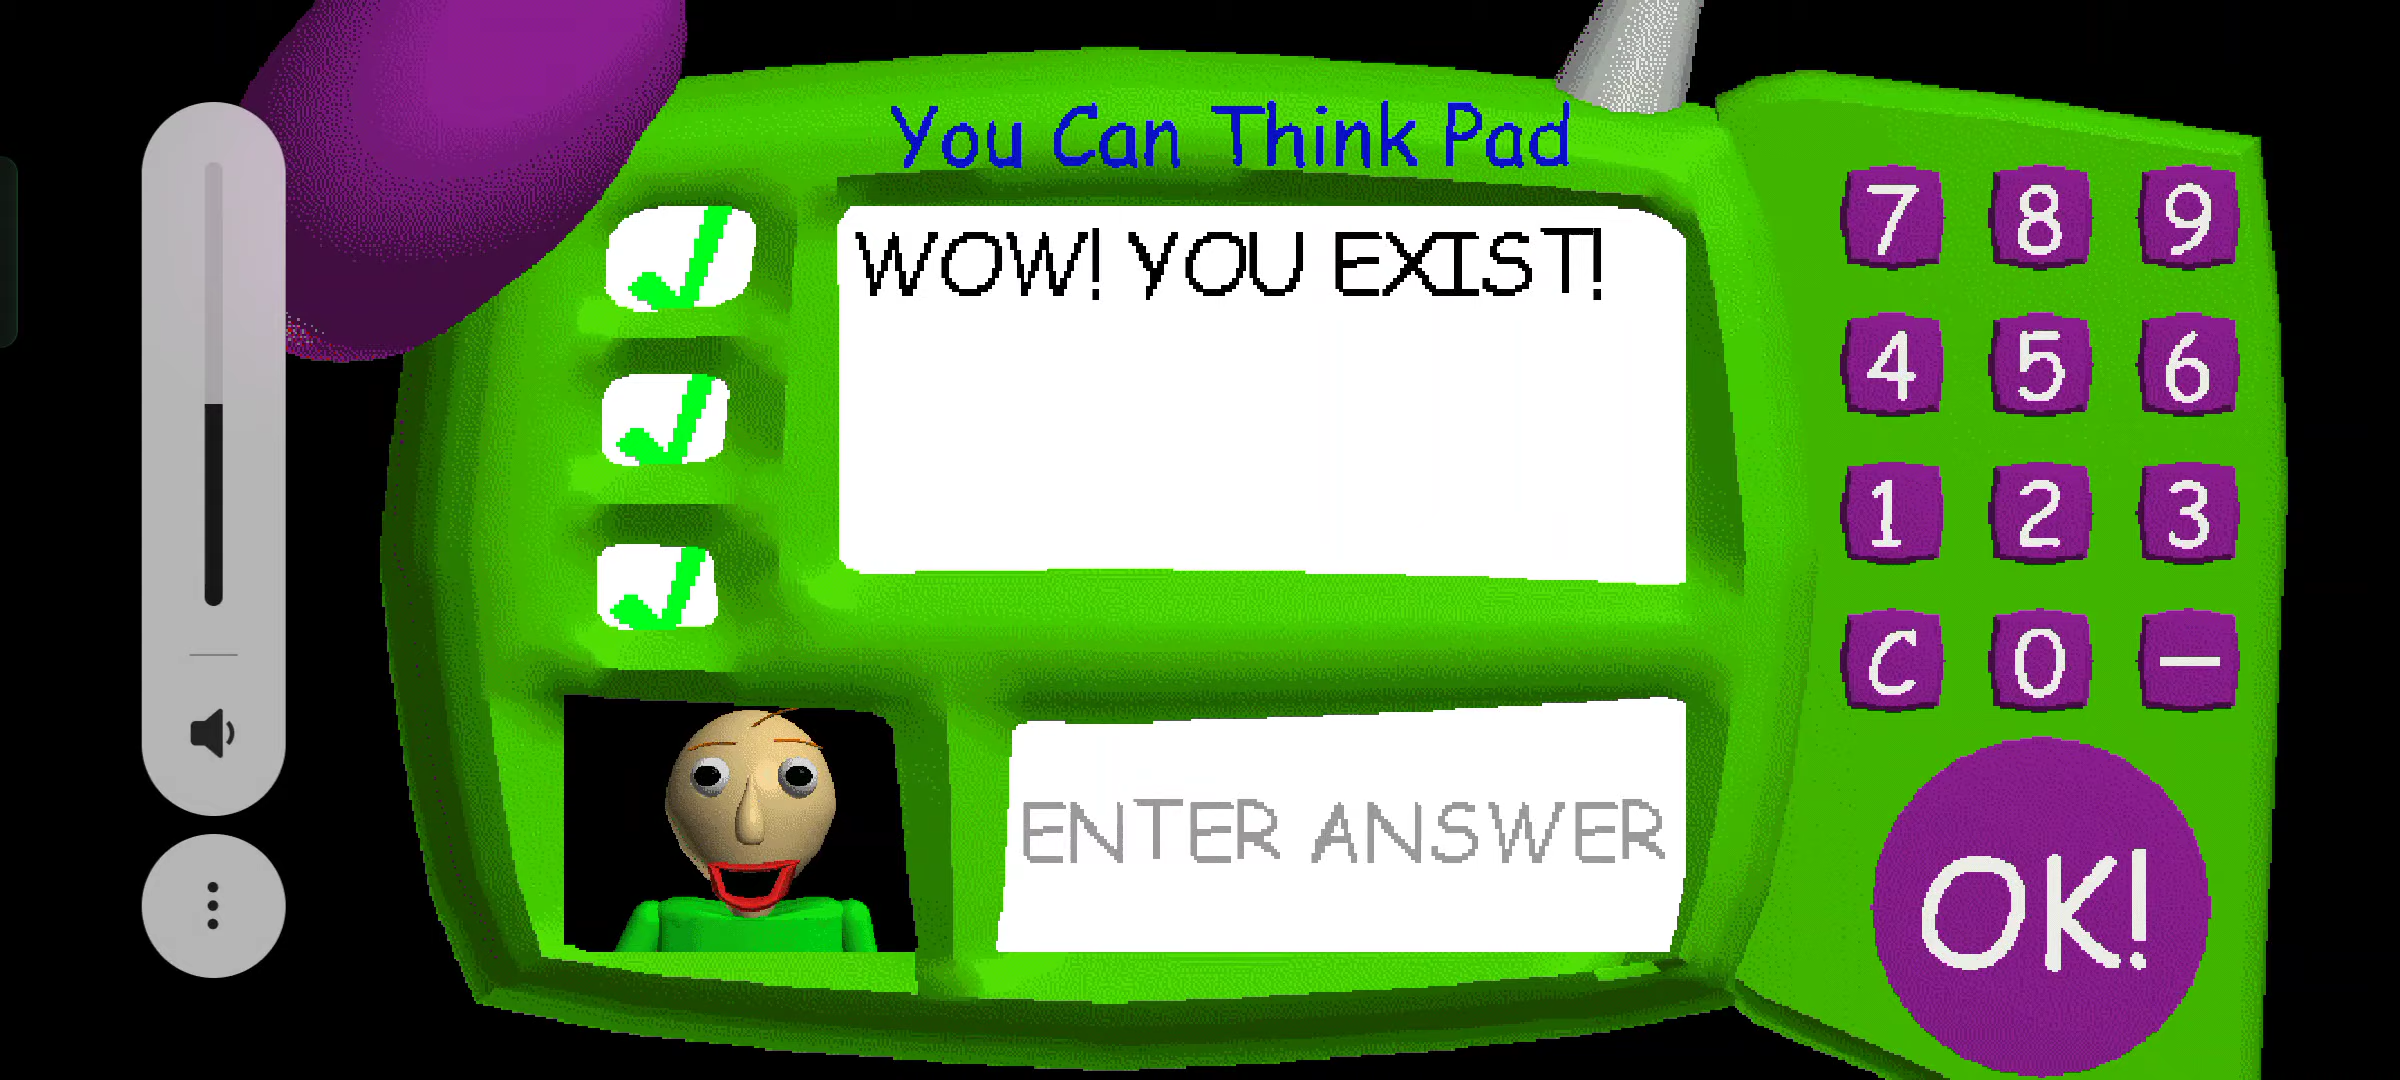 You Can Think Pad
WOW! YOU EXIST!
7 8 9
4 5 6
1 2 3
C 0 —
ENTER ANSWER
OK!